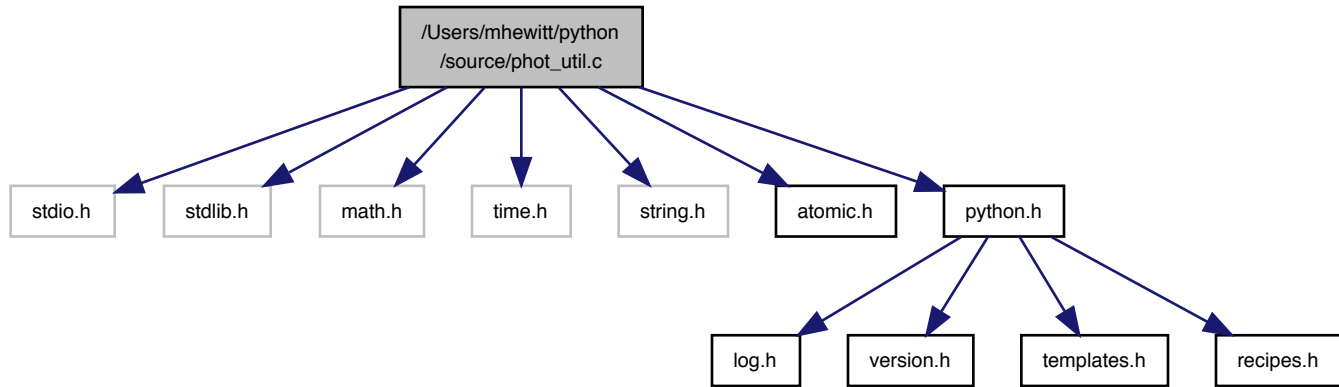 /Users/mhewitt/python
/source/phot_util.c
stdio.h
stdlib.h
math.h
time.h
string.h
atomic.h
python.h
log.h
version.h
templates.h
recipes.h